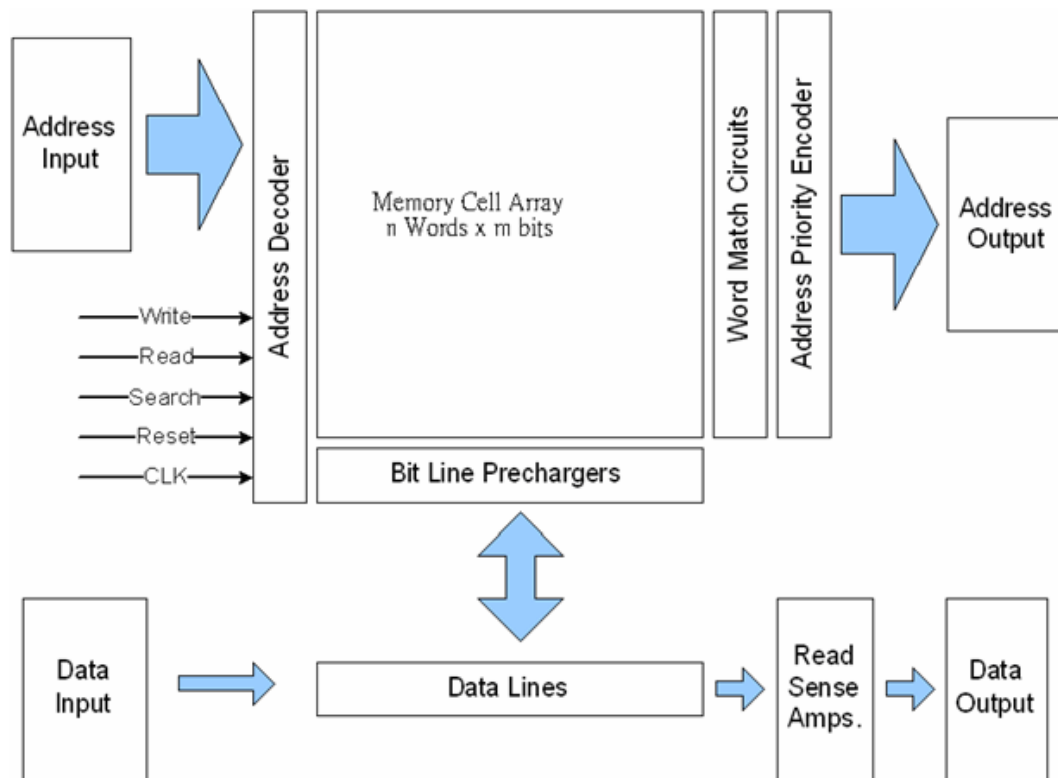 Address
Input
Address Decoder
Memory Cell Array
n Words x m bits
Word Match Circuits
Address Priority Encoder
Address
Output
Write
Read
Search
Reset
CLK
Bit Line Prechargers
Data
Input
Data Lines
Read
Sense
Amps.
Data
Output